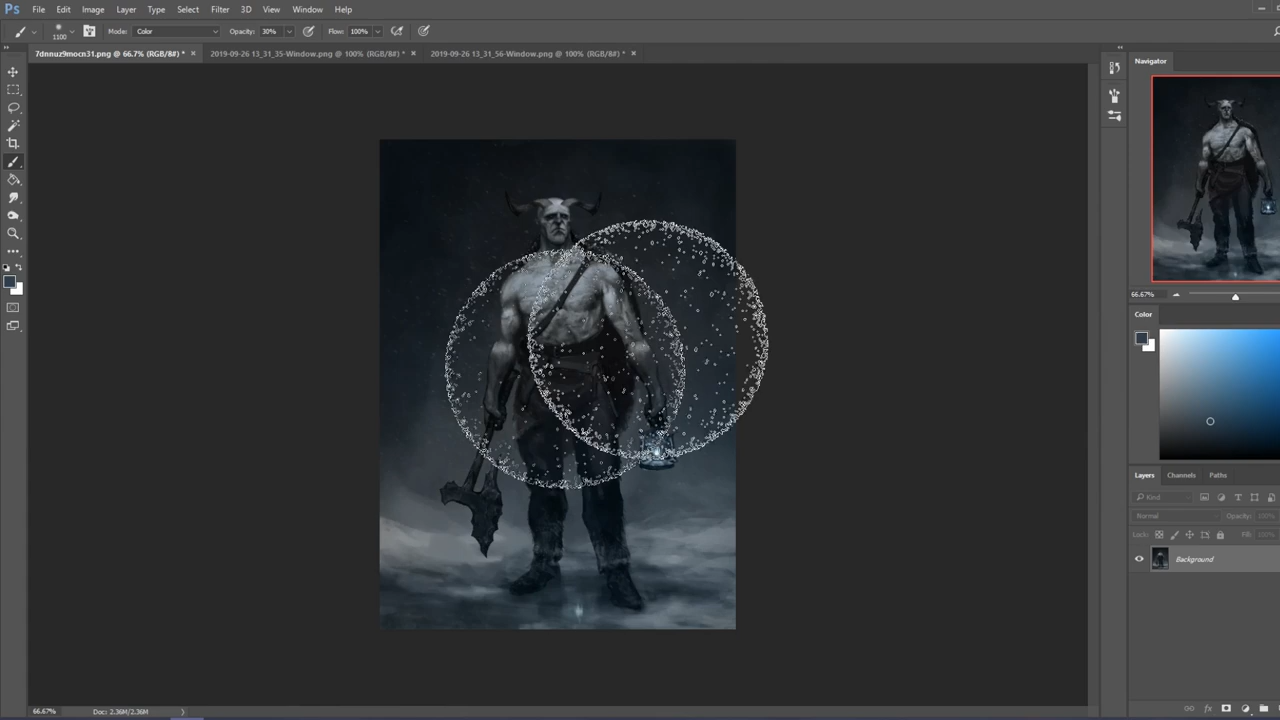 Ps File Edit Image Layer Type Select Filter 3D View Window Help
1100 Mode: Color Opacity: 30% Flow: 100%
7dnnuz9mocn31.png @ 66.7% (RGB/8#) * × 2019-09-26 13_31_35-Window.png @ 100% (RGB/8#) * × 2019-09-26 13_31_56-Window.png @ 100% (RGB/8#) * ×
Navigator
66.67%
Color
Layers Channels Paths
Kind
Normal Opacity: 100%
Lock: Fill: 100%
Background
66.67% Doc: 2.36M/2.36M